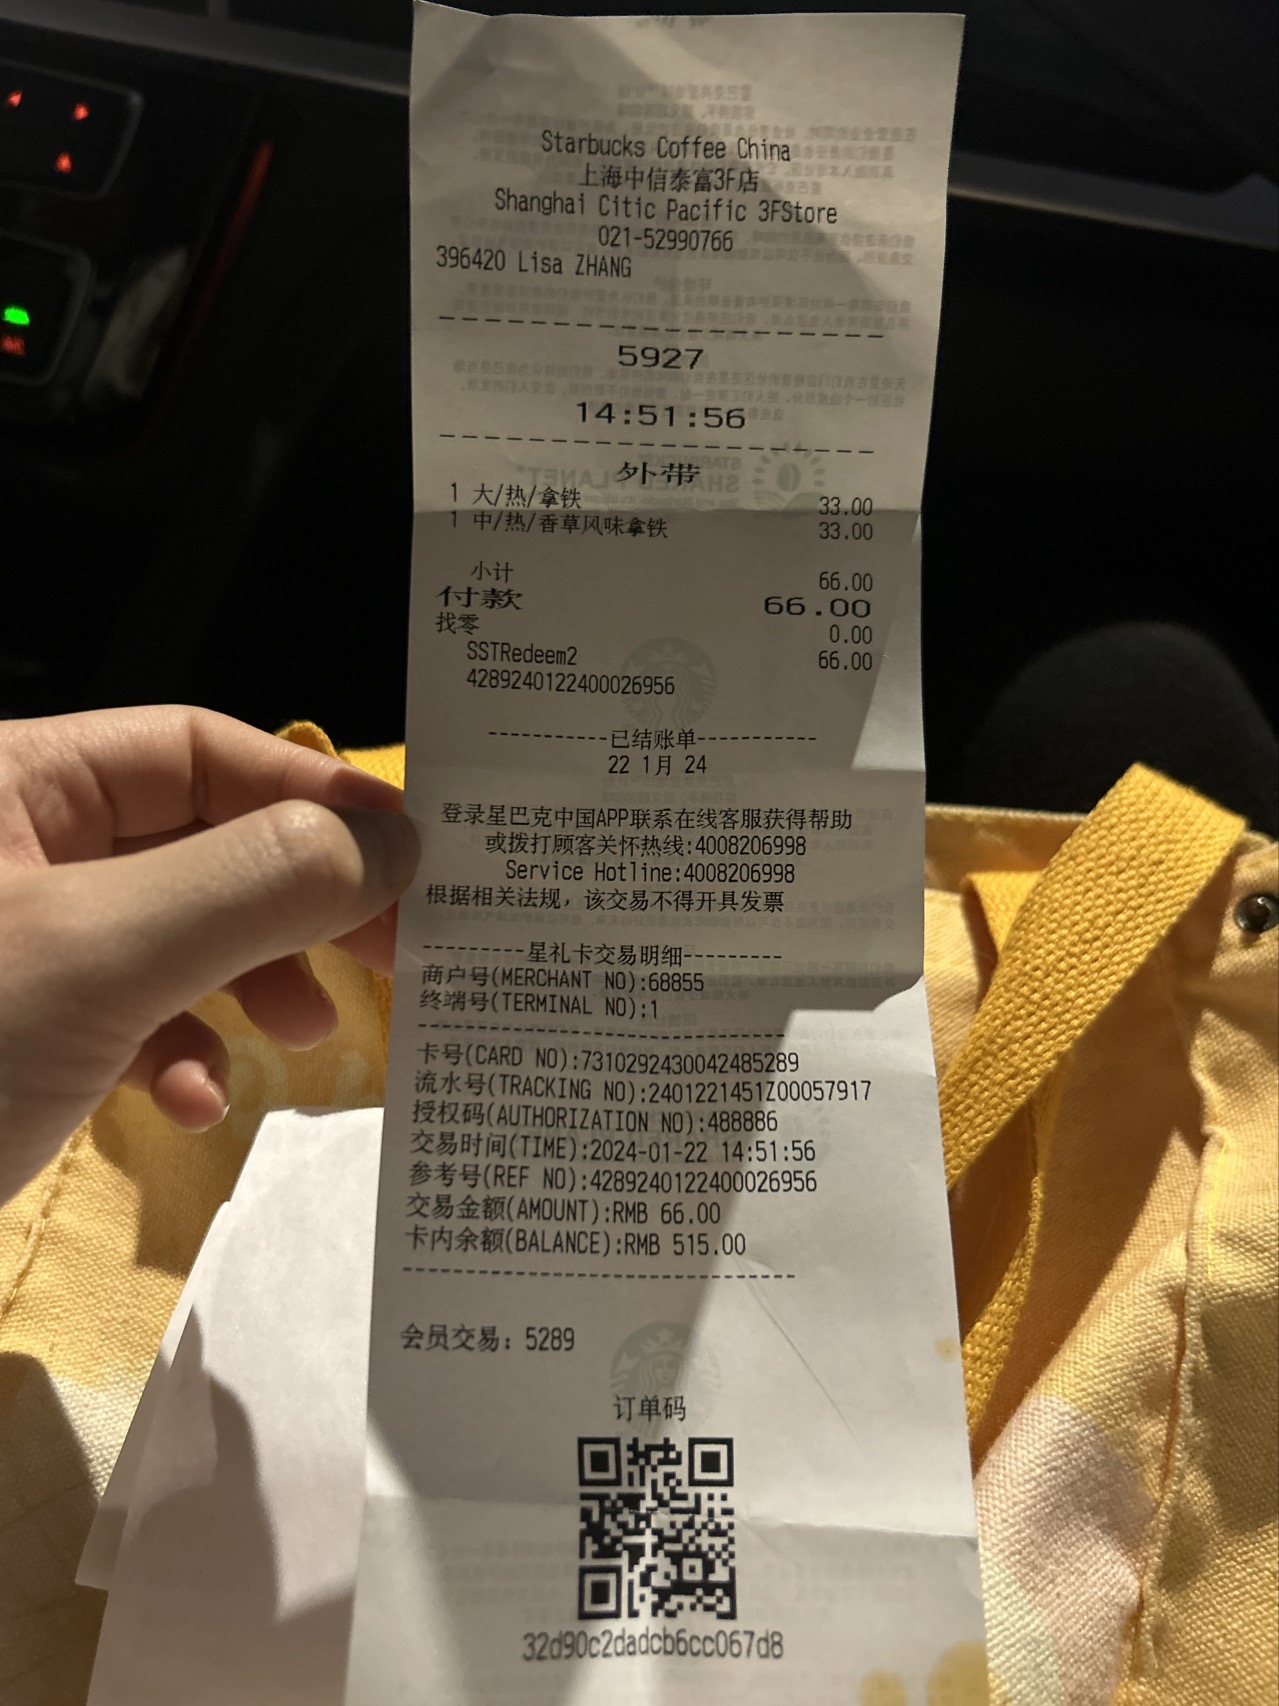 Starbucks Coffee China
上海中信泰富3F店
Shanghai Citic Pacific 3FStore
021-52990766
396420 Lisa ZHANG
5927
14:51:56
外带
1 大/热/拿铁 33.00
1 中/热/香草风味拿铁 33.00
小计 66.00
付款 66.00
找零 0.00
SSTRedeem2 66.00
4289240122400026956
-----------已结账单-----------
22 1月 24
登录星巴克中国APP联系在线客服获得帮助
或拨打顾客关怀热线:4008206998
Service Hotline:4008206998
根据相关法规，该交易不得开具发票
---------星礼卡交易明细---------
商户号(MERCHANT NO):68855
终端号(TERMINAL NO):1
卡号(CARD NO):7310292430042485289
流水号(TRACKING NO):2401221451Z00057917
授权码(AUTHORIZATION NO):488886
交易时间(TIME):2024-01-22 14:51:56
参考号(REF NO):4289240122400026956
交易金额(AMOUNT):RMB 66.00
卡内余额(BALANCE):RMB 515.00
会员交易：5289
订单码
32d90c2dadcb6cc067d8